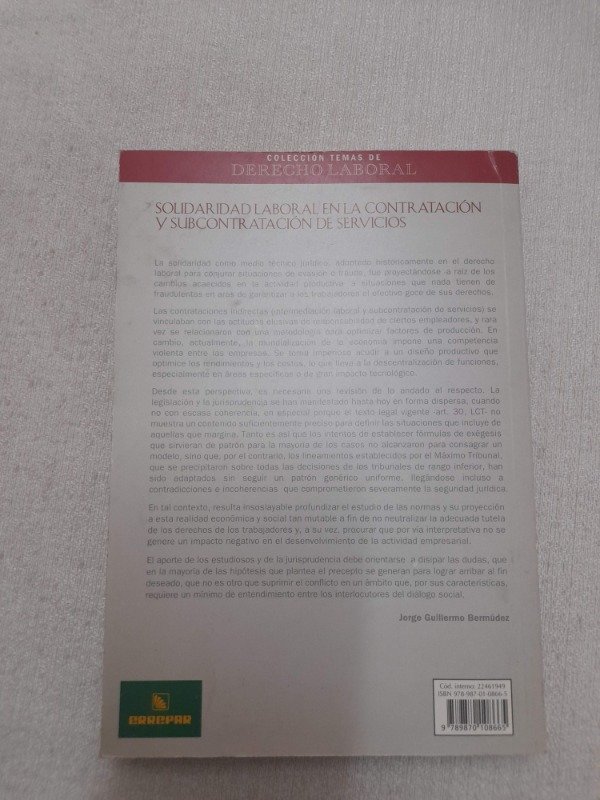 COLECCIÓN TEMAS DE
DERECHO LABORAL
SOLIDARIDAD LABORAL EN LA CONTRATACIÓN
Y SUBCONTRATACIÓN DE SERVICIOS
La solidaridad como medio técnico jurídico, adoptado históricamente en el derecho
laboral para conjurar situaciones de evasión o fraude, fue proyectándose a raíz de los
cambios acaecidos en la actividad productiva a situaciones que nada tienen de
fraudulentas en aras de garantizar a los trabajadores el efectivo goce de sus derechos.
Las contrataciones indirectas (intermediación laboral y subcontratación de servicios) se
vinculaban con las actitudes elusivas de responsabilidad de ciertos empleadores, y rara
vez se relacionaron con una metodología para optimizar factores de producción. En
cambio, actualmente, la mundialización de la economía impone una competencia
violenta entre las empresas. Se torna imperioso acudir a un diseño productivo que
optimice los rendimientos y los costos, lo que lleva a la descentralización de funciones,
especialmente en áreas específicas o de gran impacto tecnológico.
Desde esta perspectiva, es necesaria una revisión de lo andado al respecto. La
legislación y la jurisprudencia se han manifestado hasta hoy en forma dispersa, cuando
no con escasa coherencia, en especial porque el texto legal vigente -art. 30, LCT- no
muestra un contenido suficientemente preciso para definir las situaciones que incluye de
aquellas que margina. Tanto es así que los intentos de establecer fórmulas de exégesis
que sirvieran de patrón para la mayoría de los casos no alcanzaron para consagrar un
modelo, sino que, por el contrario, los lineamientos establecidos por el Máximo Tribunal,
que se precipitaron sobre todas las decisiones de los tribunales de rango inferior, han
sido adaptados sin seguir un patrón genérico uniforme, llegándose incluso a
contradicciones e incoherencias que comprometieron severamente la seguridad jurídica.
En tal contexto, resulta insoslayable profundizar el estudio de las normas y su proyección
a esta realidad económica y social tan mutable a fin de no neutralizar la adecuada tutela
de los derechos de los trabajadores y, a su vez, procurar que por vía interpretativa no se
genere un impacto negativo en el desenvolvimiento de la actividad empresarial.
El aporte de los estudiosos y de la jurisprudencia debe orientarse a disipar las dudas, que
en la mayoría de las hipótesis que plantea el precepto se generan para lograr arribar al fin
deseado, que no es otro que suprimir el conflicto en un ámbito que, por sus características,
requiere un mínimo de entendimiento entre los interlocutores del diálogo social.
Jorge Guillermo Bermúdez
Cód. interno: 22461949
ISBN 978-987-01-0866-5
9 789870 108665
ERREPAR